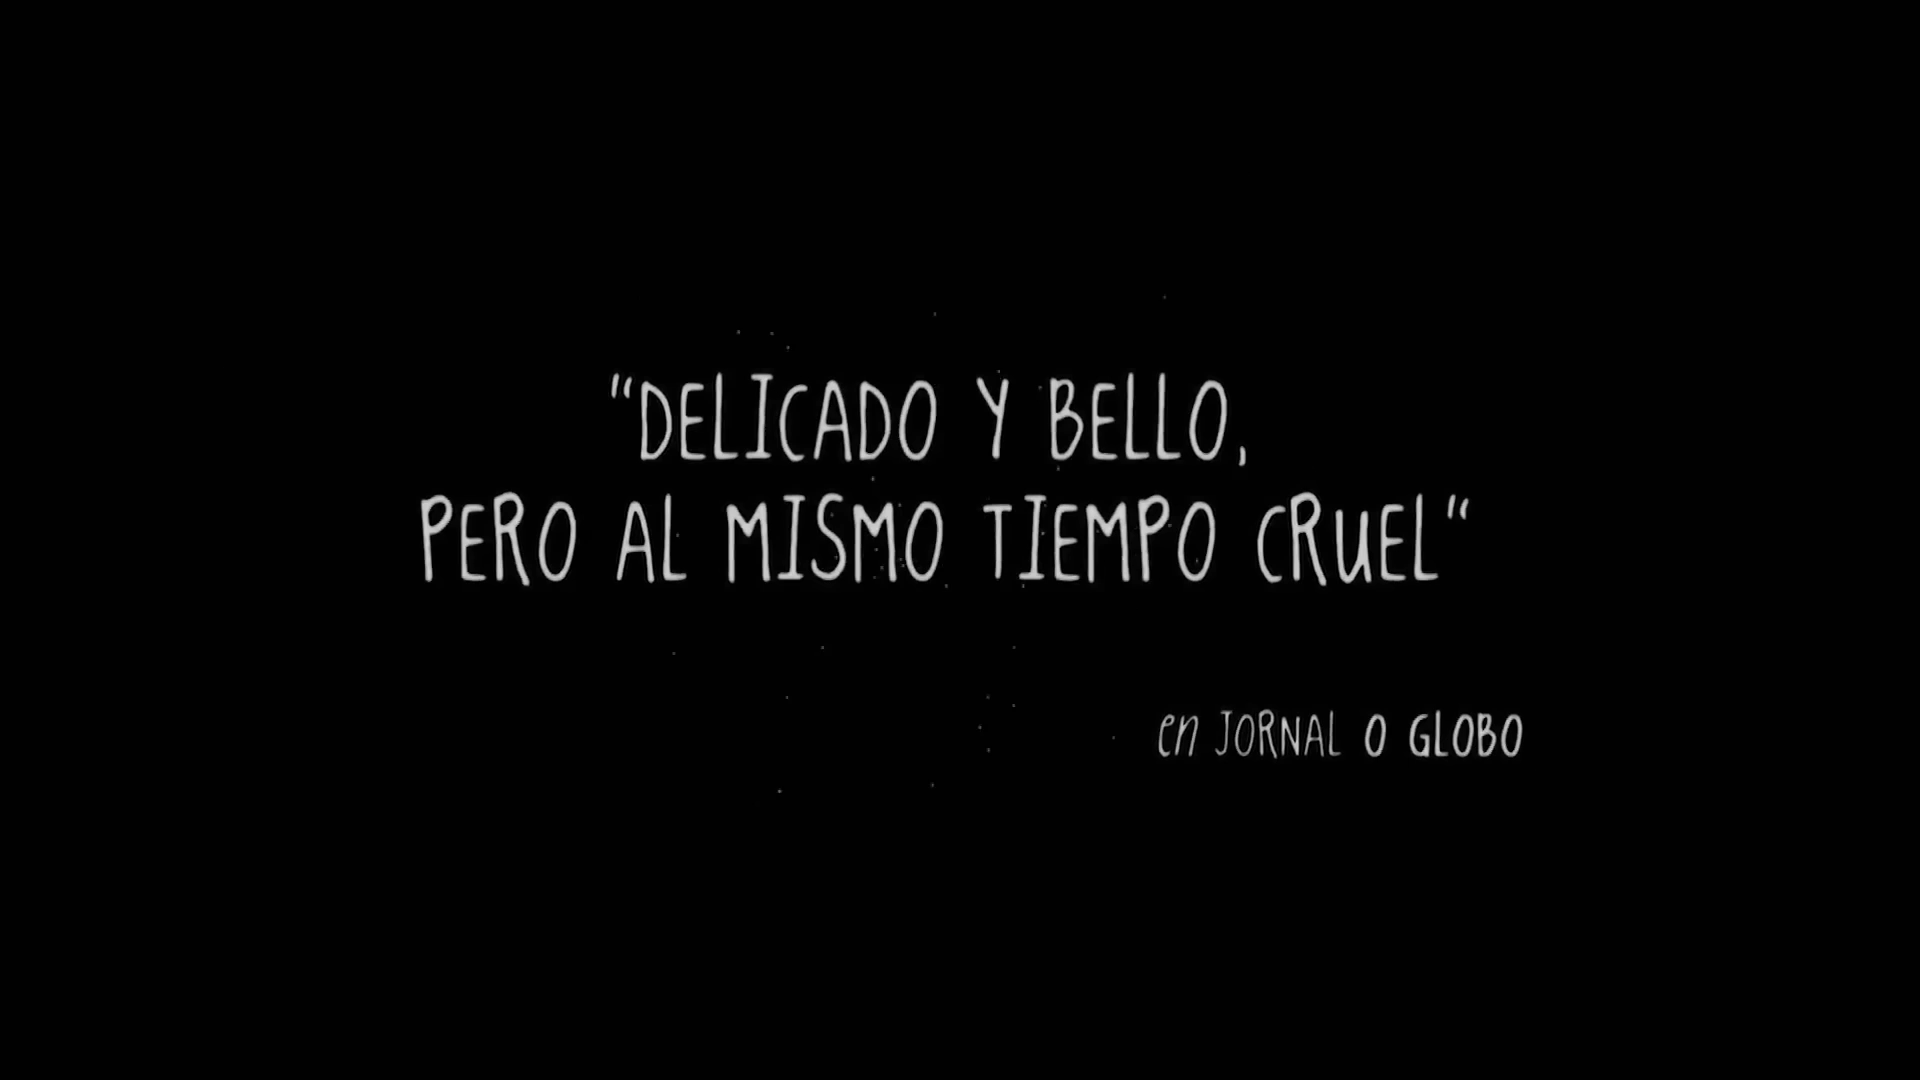 “DELICADO Y BELLO,
PERO AL MISMO TIEMPO CRUEL“
en JORNAL O GLOBO